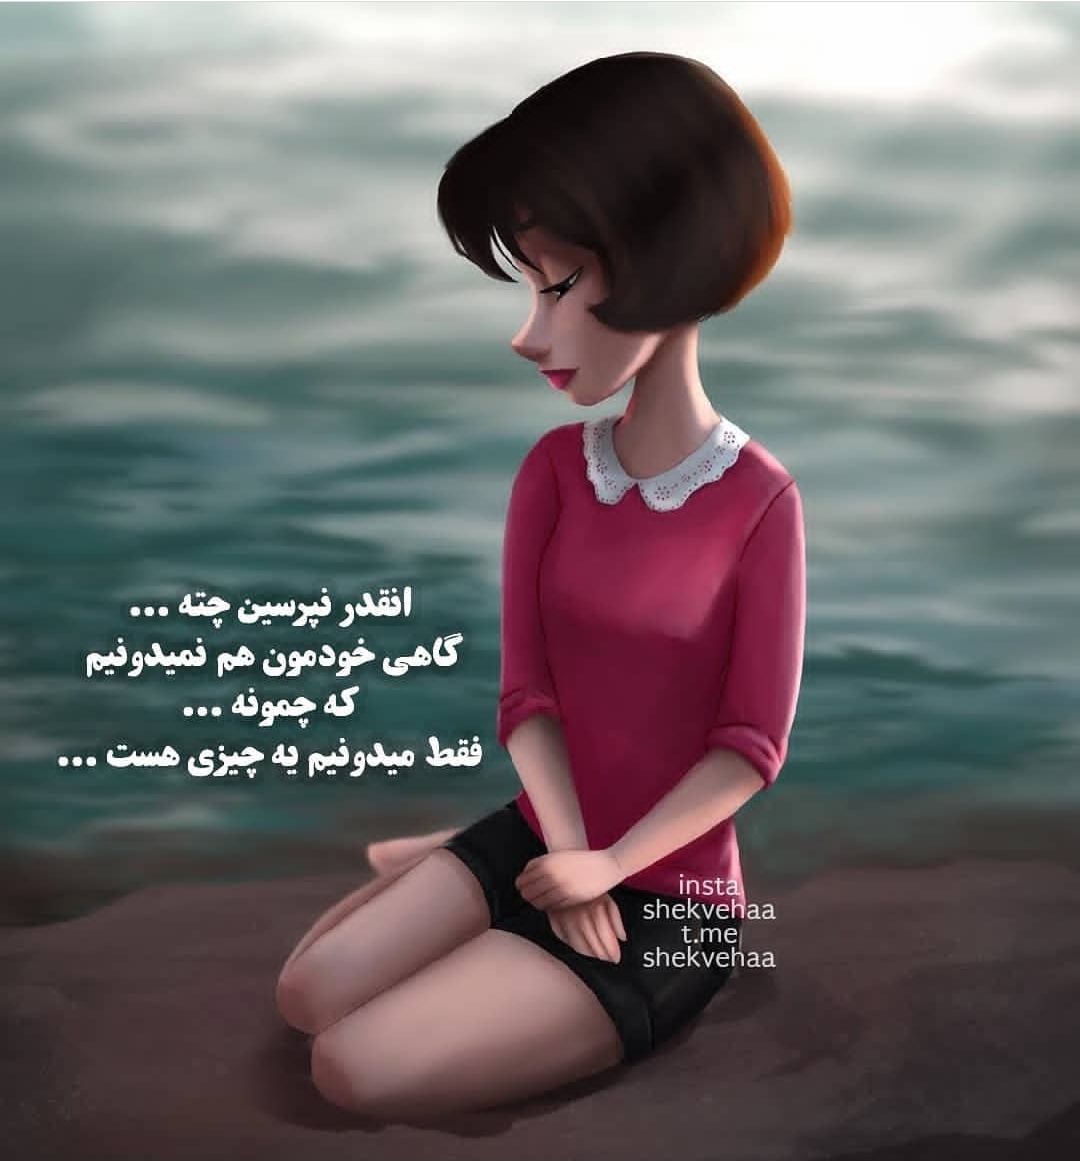 انقدر نپرسین چته ...
گاهی خودمون هم نمیدونیم
که چمونه ...
فقط میدونیم یه چیزی هست ...
insta
shekvehaa
t.me
shekvehaa